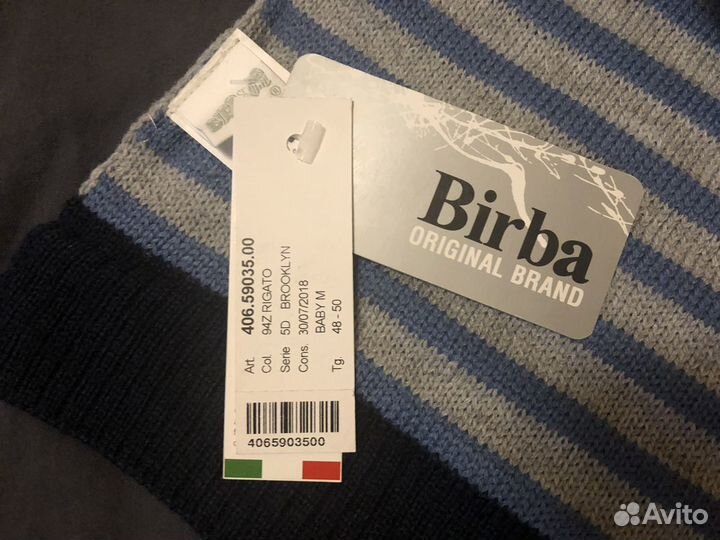 Birba
ORIGINAL BRAND
Art. 406.59035.00
Col. 94Z RIGATO
Serie 5D BROOKLYN
Cons. 30/07/2018
BABY M
Tg. 48 - 50
4065903500
Avito